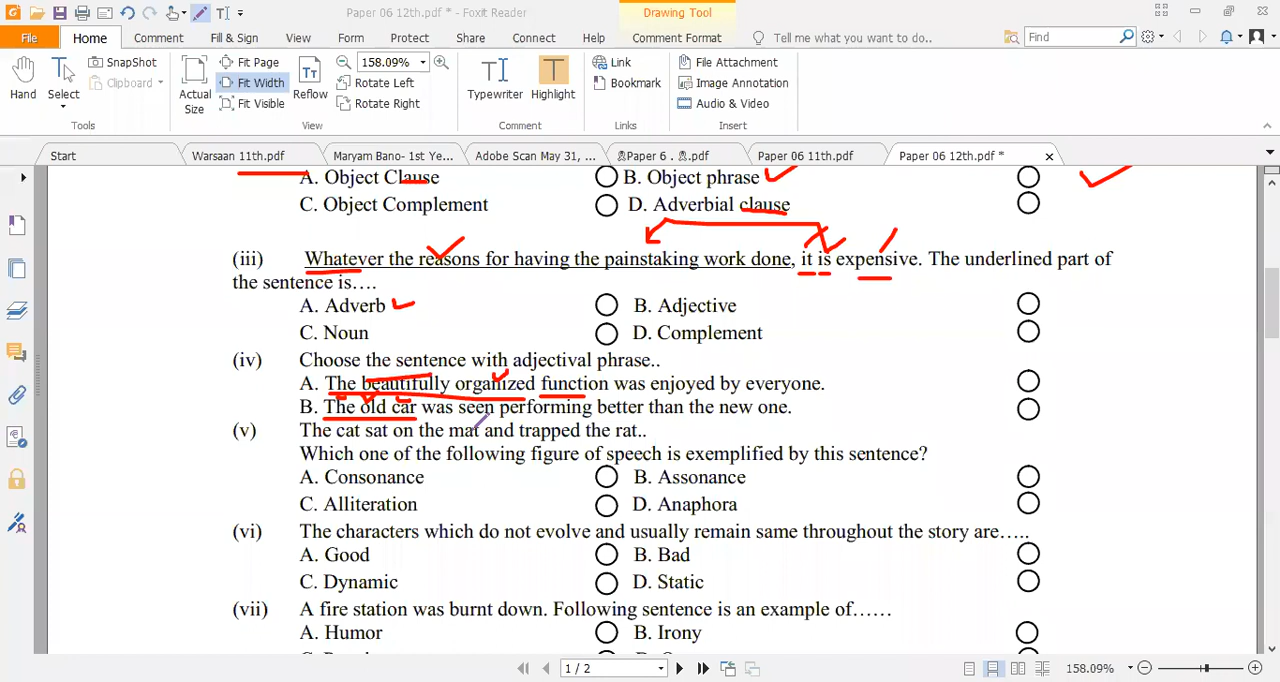 Paper 06 12th.pdf * - Foxit Reader
Drawing Tool
File Home Comment Fill & Sign View Form Protect Share Connect Help Comment Format Tell me what you want to do.. Find
Hand
Select
SnapShot
Clipboard
Actual Size
Fit Page
Fit Width
Fit Visible
Reflow
158.09%
Rotate Left
Rotate Right
Typewriter
Highlight
Link
Bookmark
File Attachment
Image Annotation
Audio & Video
Tools View Comment Links Insert
Start Warsaan 11th.pdf Maryam Bano- 1st Ye... Adobe Scan May 31, ... Paper 6 . .pdf Paper 06 11th.pdf Paper 06 12th.pdf *
A. Object Clause B. Object phrase
C. Object Complement D. Adverbial clause
(iii) Whatever the reasons for having the painstaking work done, it is expensive. The underlined part of
the sentence is….
A. Adverb B. Adjective
C. Noun D. Complement
(iv) Choose the sentence with adjectival phrase..
A. The beautifully organized function was enjoyed by everyone.
B. The old car was seen performing better than the new one.
(v) The cat sat on the mat and trapped the rat..
Which one of the following figure of speech is exemplified by this sentence?
A. Consonance B. Assonance
C. Alliteration D. Anaphora
(vi) The characters which do not evolve and usually remain same throughout the story are…..
A. Good B. Bad
C. Dynamic D. Static
(vii) A fire station was burnt down. Following sentence is an example of……
A. Humor B. Irony
1 / 2 158.09%